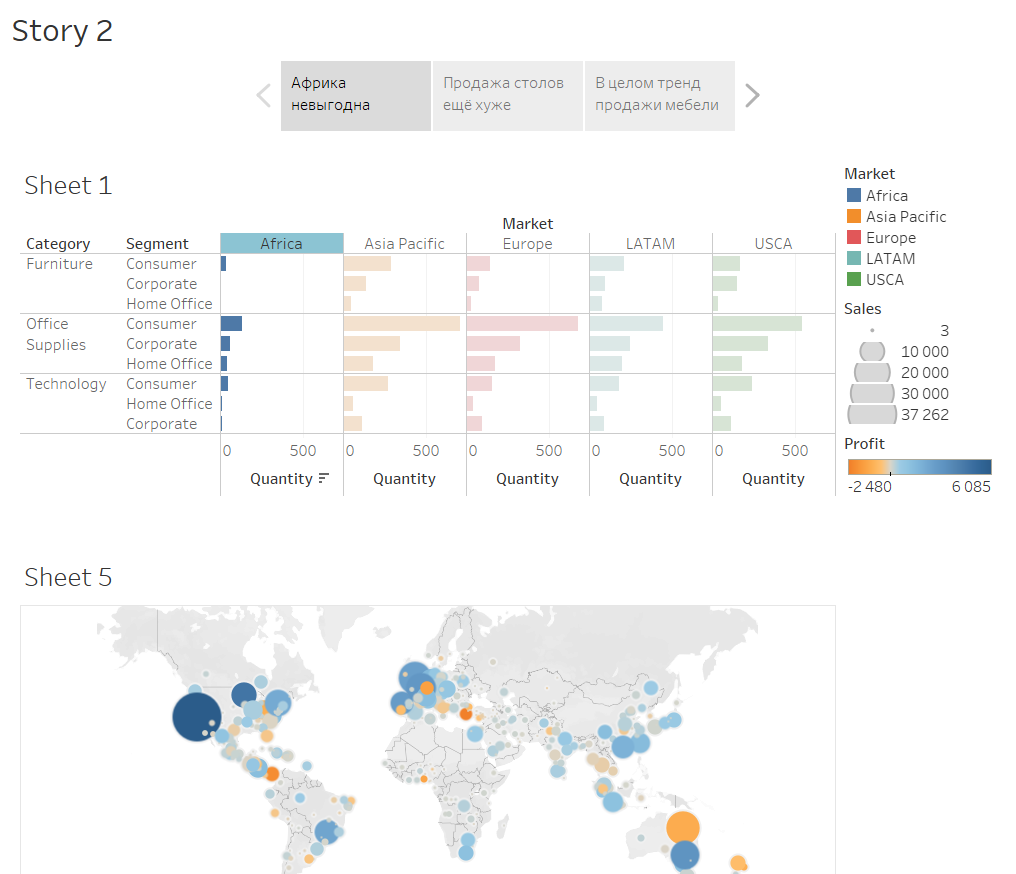 Story 2
Африка
невыгодна
Продажа столов
ещё хуже
В целом тренд
продажи мебели
Sheet 1
Market
Category Segment Africa Asia Pacific Europe LATAM USCA
Furniture Consumer
Corporate
Home Office
Office Consumer
Supplies Corporate
Home Office
Technology Consumer
Home Office
Corporate
0 500 0 500 0 500 0 500 0 500
Quantity Quantity Quantity Quantity Quantity
Market
Africa
Asia Pacific
Europe
LATAM
USCA
Sales
3
10 000
20 000
30 000
37 262
Profit
-2 480 6 085
Sheet 5